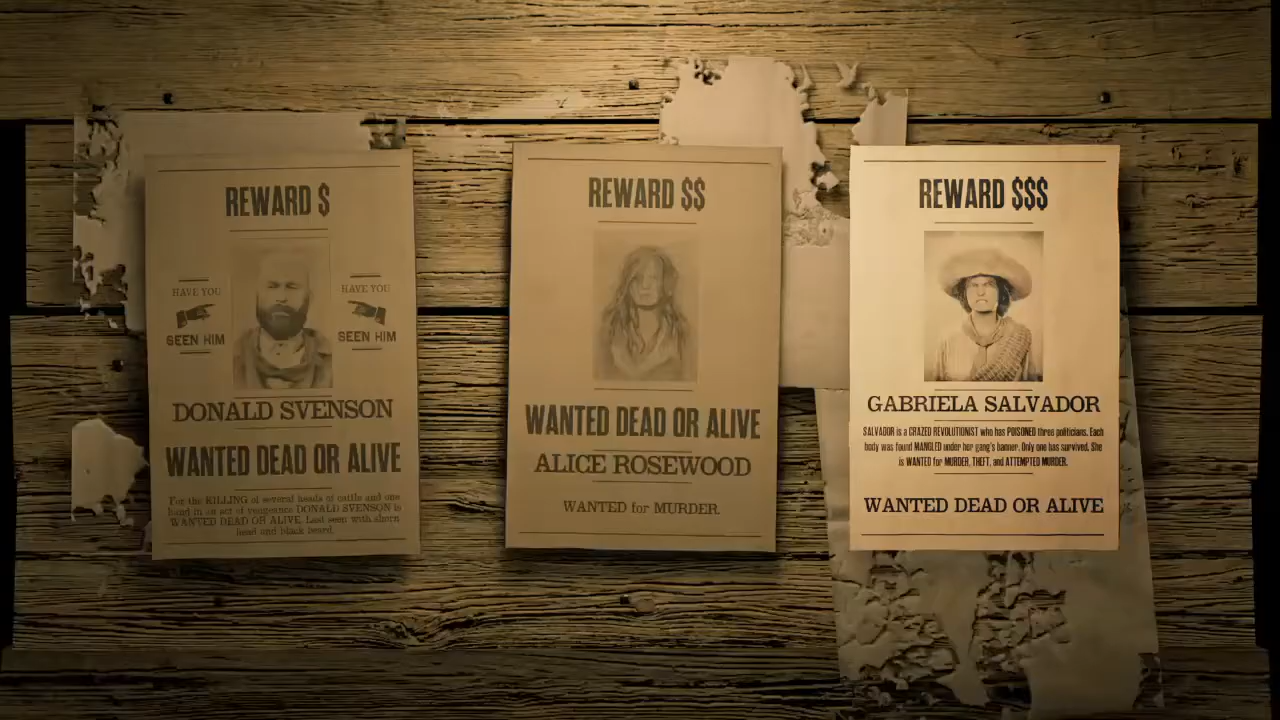 REWARD $
HAVE YOU
SEEN HIM
HAVE YOU
SEEN HIM
DONALD SVENSON
WANTED DEAD OR ALIVE
For the KILLING of several heads of cattle and one
hand in an act of vengeance DONALD SVENSON is
WANTED DEAD OR ALIVE. Last seen with shorn
head and black beard.
REWARD $$
WANTED DEAD OR ALIVE
ALICE ROSEWOOD
WANTED for MURDER.
REWARD $$$
GABRIELA SALVADOR
SALVADOR is a CRAZED REVOLUTIONIST who has POISONED three politicians. Each
body was found MANGLED under her gang's banner. Only one has survived. She
is WANTED for MURDER, THEFT, and ATTEMPTED MURDER.
WANTED DEAD OR ALIVE